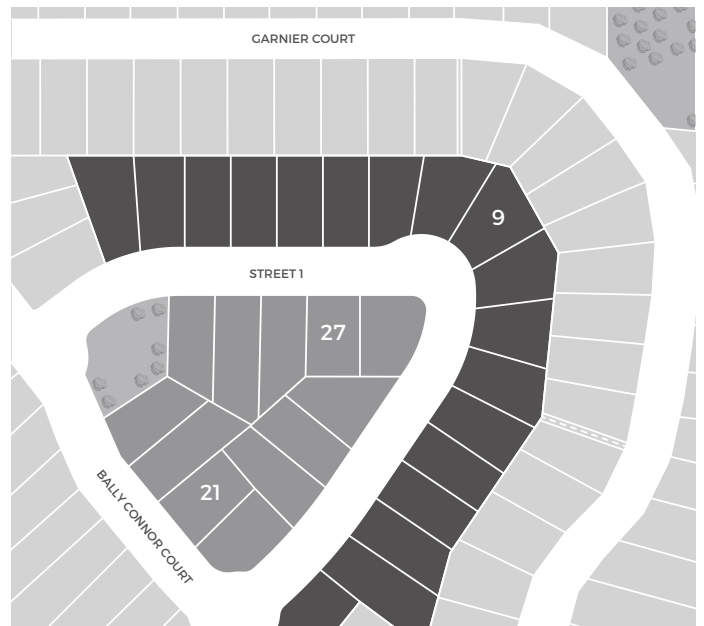 GARNIER COURT
9
STREET 1
27
21
BALLY CONNOR COURT